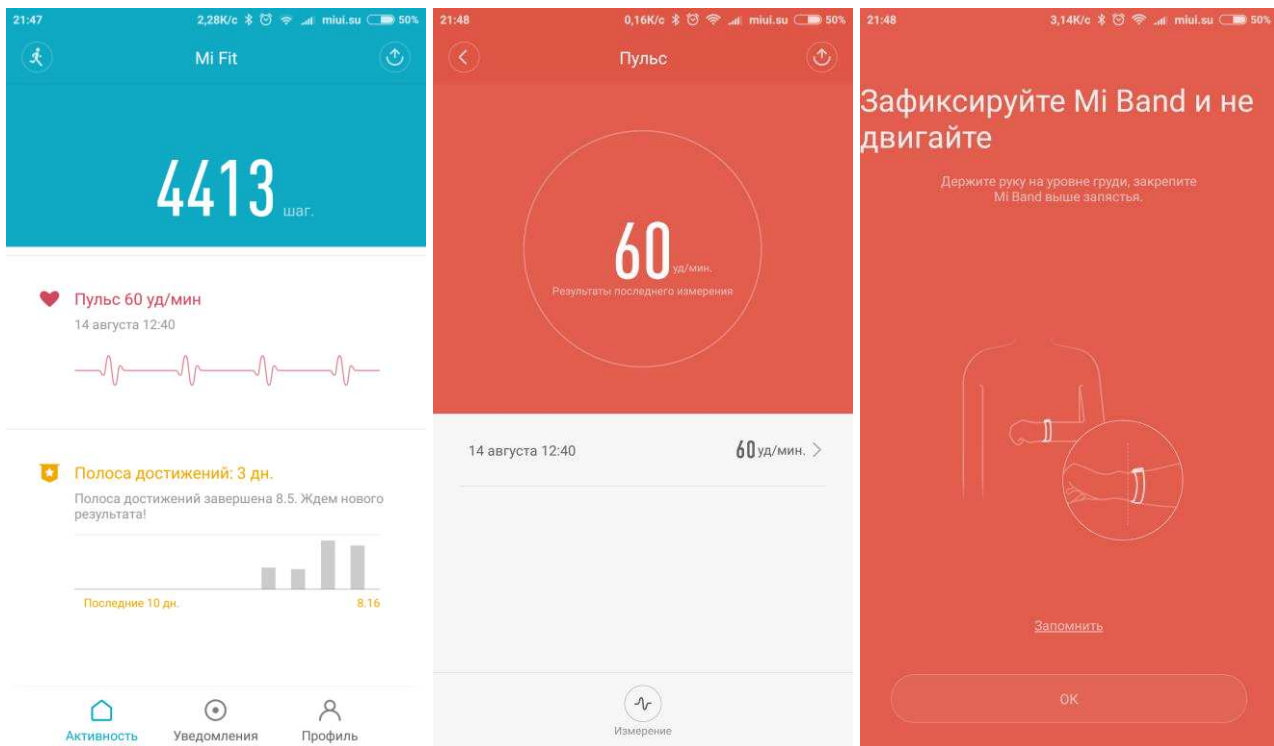 21:47 2,28K/c miui.su 50%
Mi Fit
4413 шаг.
Пульс 60 уд/мин
14 августа 12:40
Полоса достижений: 3 дн.
Полоса достижений завершена 8.5. Ждем нового
результата!
Последние 10 дн. 8.16
Активность Уведомления Профиль
21:48 0,16K/c miui.su 50%
Пульс
60 уд/мин.
Результаты последнего измерения
14 августа 12:40 60 уд/мин.
Измерение
21:48 3,14K/c miui.su 50%
Зафиксируйте Mi Band и не
двигайте
Держите руку на уровне груди, закрепите
Mi Band выше запястья.
Запомнить
ОК